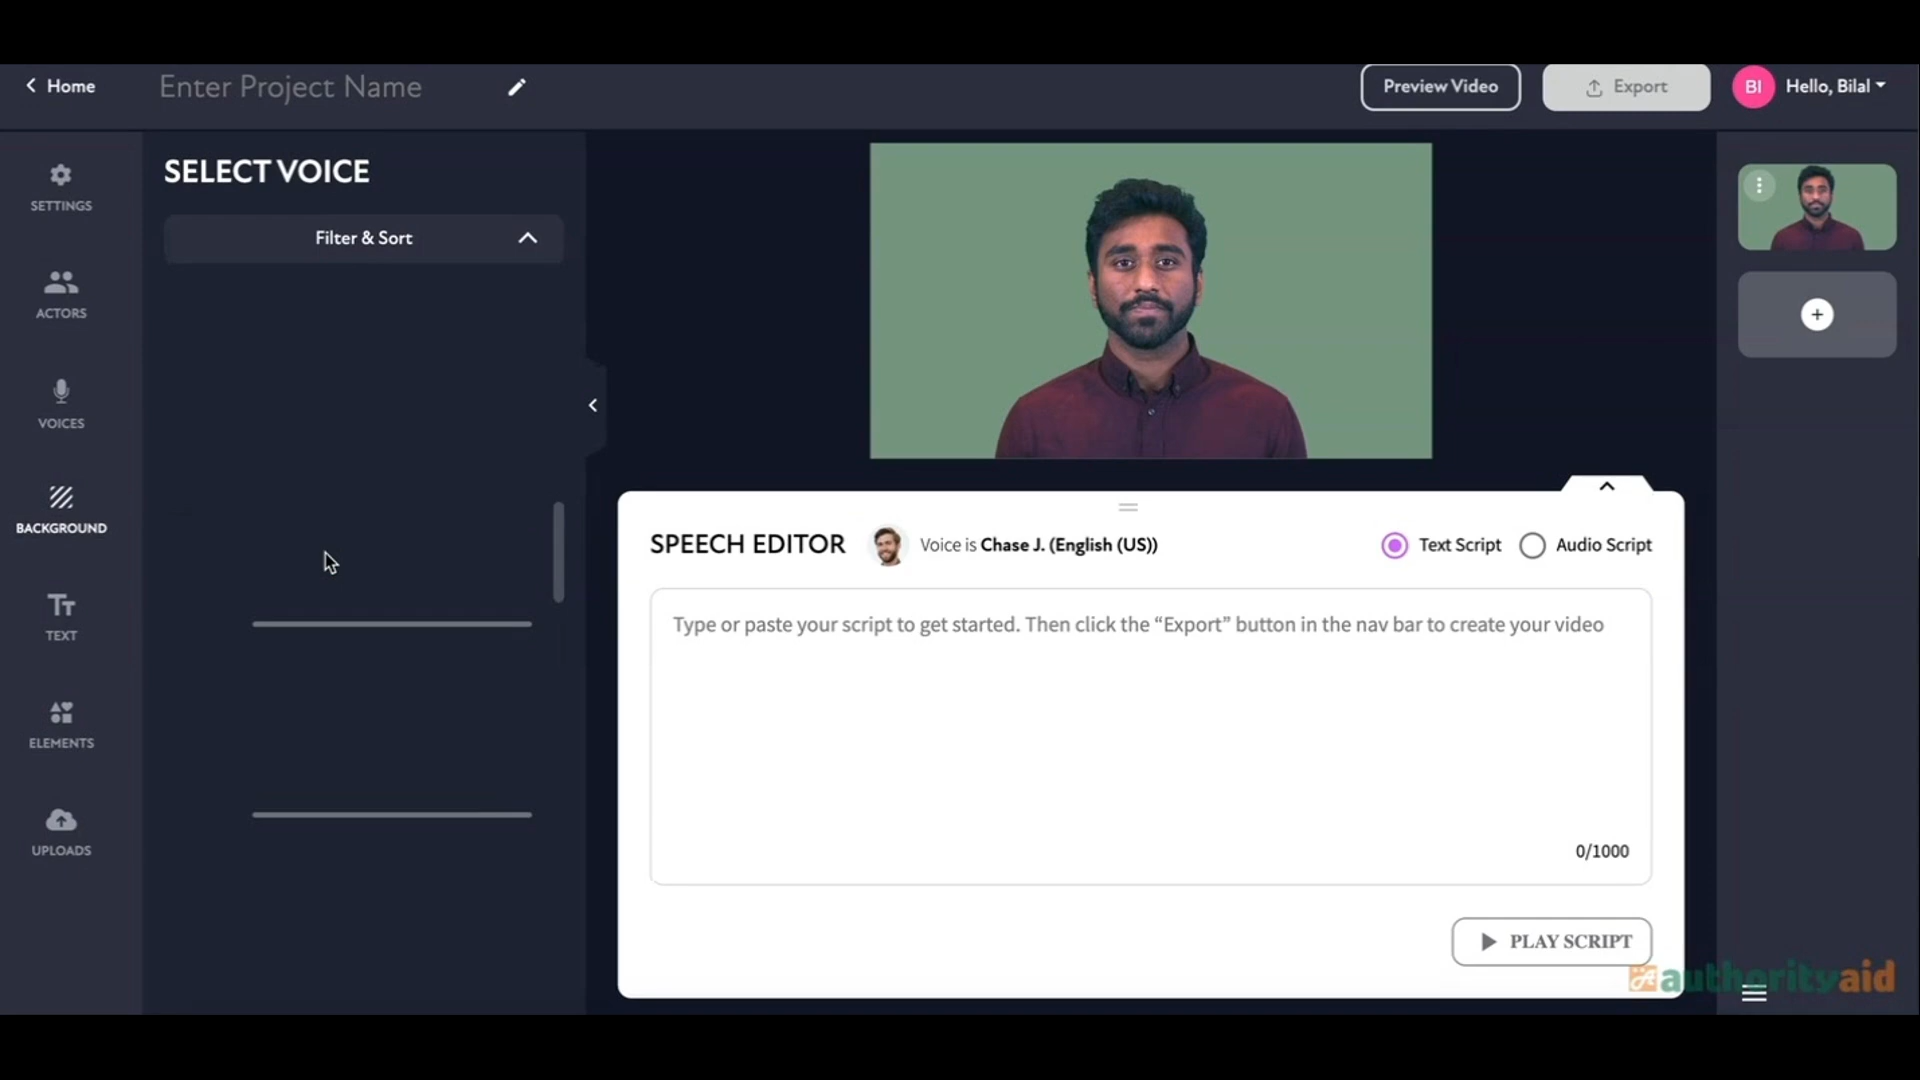 Home
Enter Project Name
Preview Video
Export
BI
Hello, Bilal
SETTINGS
ACTORS
VOICES
BACKGROUND
TEXT
ELEMENTS
UPLOADS
SELECT VOICE
Filter & Sort
SPEECH EDITOR
Voice is Chase J. (English (US))
Text Script
Audio Script
Type or paste your script to get started. Then click the “Export” button in the nav bar to create your video
0/1000
PLAY SCRIPT
authorityaid